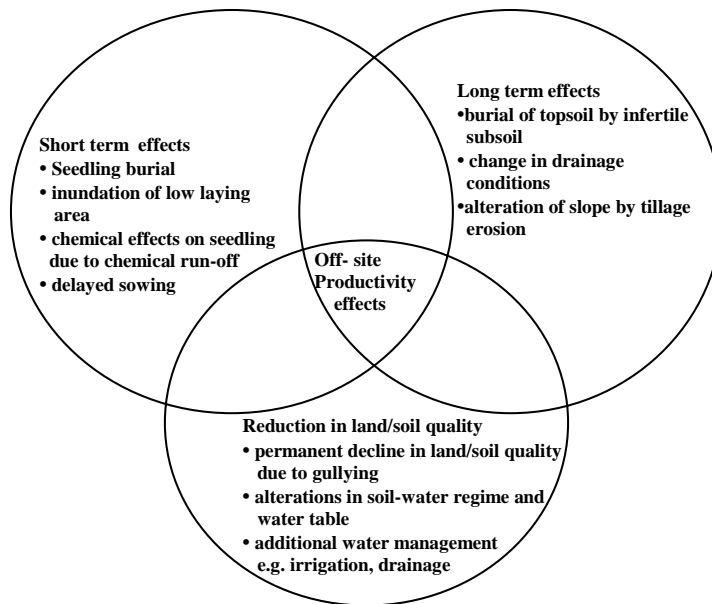 Short term effects
• Seedling burial
• inundation of low laying
area
• chemical effects on seedling
due to chemical run-off
• delayed sowing
Long term effects
•burial of topsoil by infertile
subsoil
• change in drainage
conditions
•alteration of slope by tillage
erosion
Off- site
Productivity
effects
Reduction in land/soil quality
• permanent decline in land/soil quality
due to gullying
• alterations in soil-water regime and
water table
• additional water management
e.g. irrigation, drainage